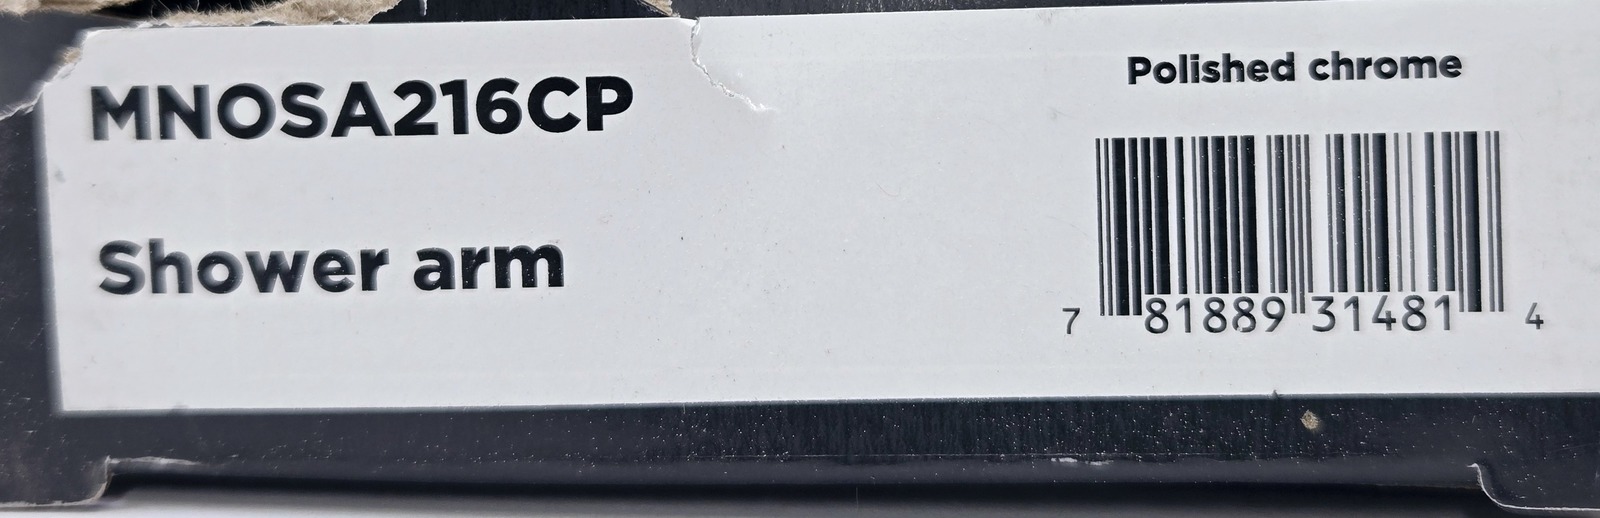 MNOSA216CP
Shower arm
Polished chrome
7 81889 31481 4